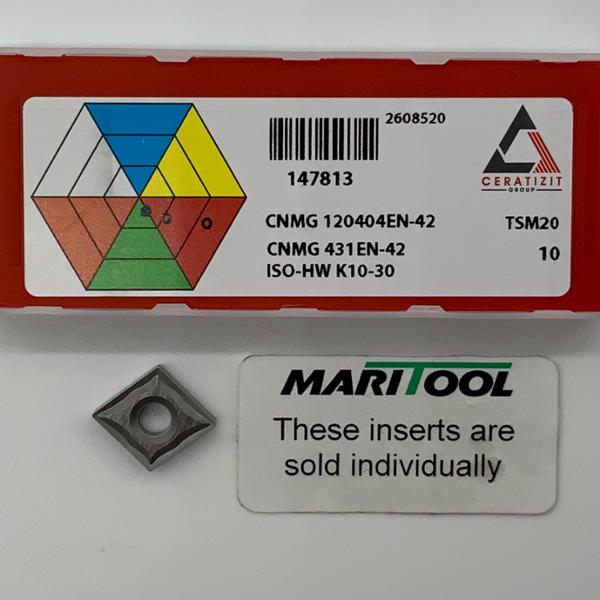 2608520
147813
CERATIZIT
GROUP
CNMG 120404EN-42
TSM20
CNMG 431EN-42
10
ISO-HW K10-30
MARITOOL
These inserts are
sold individually